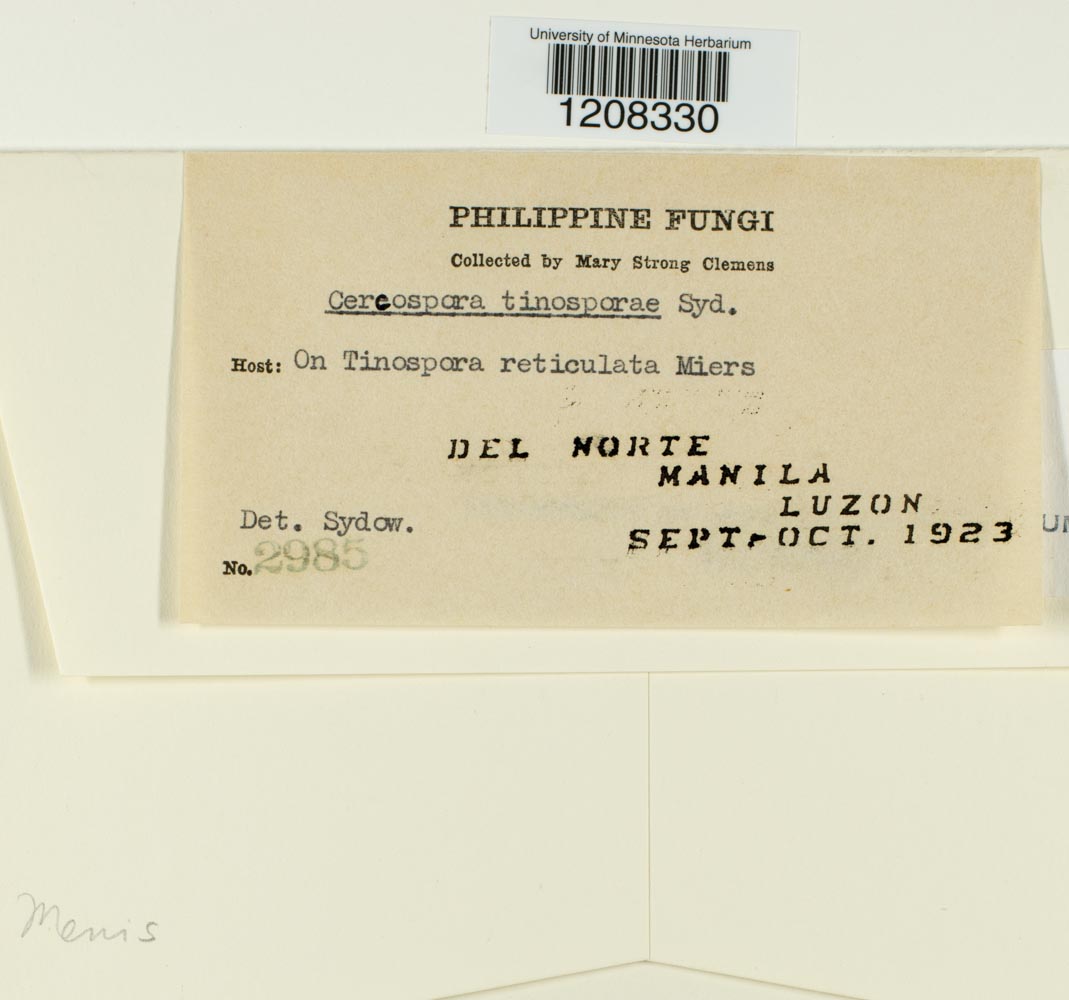 University of Minnesota Herbarium
1208330
PHILIPPINE FUNGI
Collected by Mary Strong Clemens
Cercospora tinosporae Syd.
Host: On Tinospora reticulata Miers
DEL NORTE
MANILA
LUZON
SEPT-OCT. 1923
Det. Sydow.
No. 2985
Menis